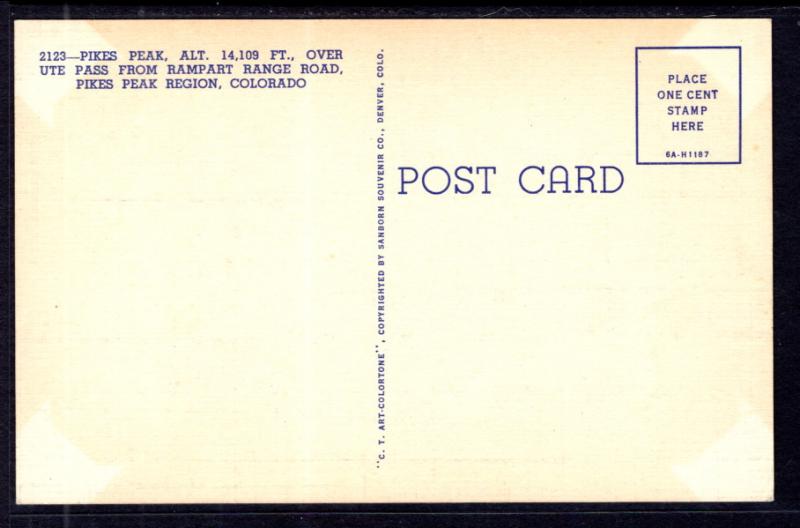 2123—PIKES PEAK, ALT. 14,109 FT., OVER
UTE PASS FROM RAMPART RANGE ROAD,
PIKES PEAK REGION, COLORADO
"C. T. ART-COLORTONE", COPYRIGHTED BY SANBORN SOUVENIR CO., DENVER, COLO.
POST CARD
PLACE
ONE CENT
STAMP
HERE
6A-H1187